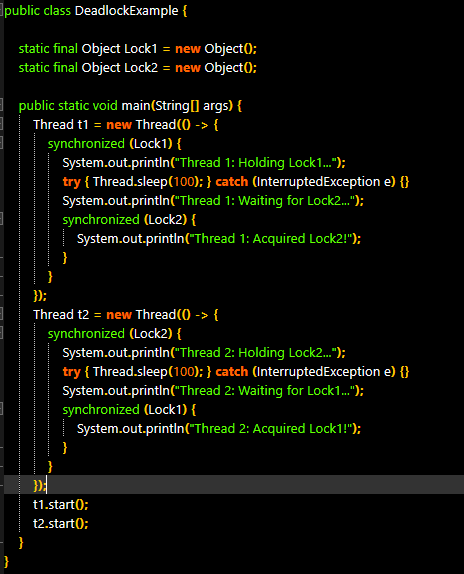 public class DeadlockExample {
static final Object Lock1 = new Object();
static final Object Lock2 = new Object();
public static void main(String[] args) {
Thread t1 = new Thread(() -> {
synchronized (Lock1) {
System.out.println("Thread 1: Holding Lock1...");
try { Thread.sleep(100); } catch (InterruptedException e) {}
System.out.println("Thread 1: Waiting for Lock2...");
synchronized (Lock2) {
System.out.println("Thread 1: Acquired Lock2!");
}
}
});
Thread t2 = new Thread(() -> {
synchronized (Lock2) {
System.out.println("Thread 2: Holding Lock2...");
try { Thread.sleep(100); } catch (InterruptedException e) {}
System.out.println("Thread 2: Waiting for Lock1...");
synchronized (Lock1) {
System.out.println("Thread 2: Acquired Lock1!");
}
}
});
t1.start();
t2.start();
}
}